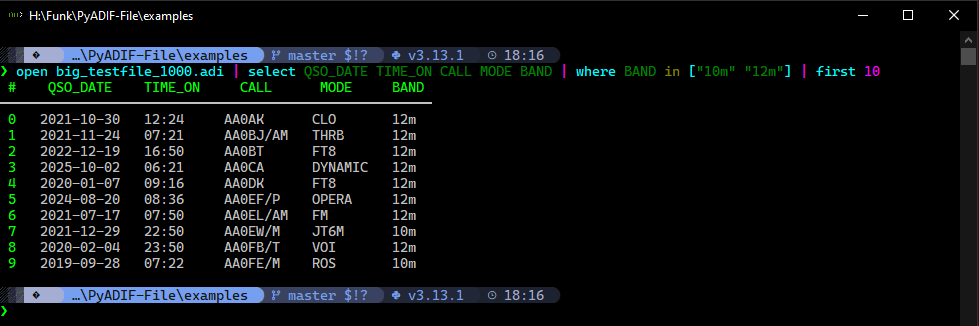 H:\Funk\PyADIF-File\examples
…\PyADIF-File\examples master $!? v3.13.1 18:16
❯ open big_testfile_1000.adi | select QSO_DATE TIME_ON CALL MODE BAND | where BAND in ["10m" "12m"] | first 10
# QSO_DATE TIME_ON CALL MODE BAND
0 2021-10-30 12:24 AA0AK CLO 12m
1 2021-11-24 07:21 AA0BJ/AM THRB 12m
2 2022-12-19 16:50 AA0BT FT8 12m
3 2025-10-02 06:21 AA0CA DYNAMIC 12m
4 2020-01-07 09:16 AA0DK FT8 12m
5 2024-08-20 08:36 AA0EF/P OPERA 12m
6 2021-07-17 07:50 AA0EL/AM FM 12m
7 2021-12-29 22:50 AA0EW/M JT6M 10m
8 2020-02-04 23:50 AA0FB/T VOI 12m
9 2019-09-28 07:22 AA0FE/M ROS 10m
…\PyADIF-File\examples master $!? v3.13.1 18:16
❯